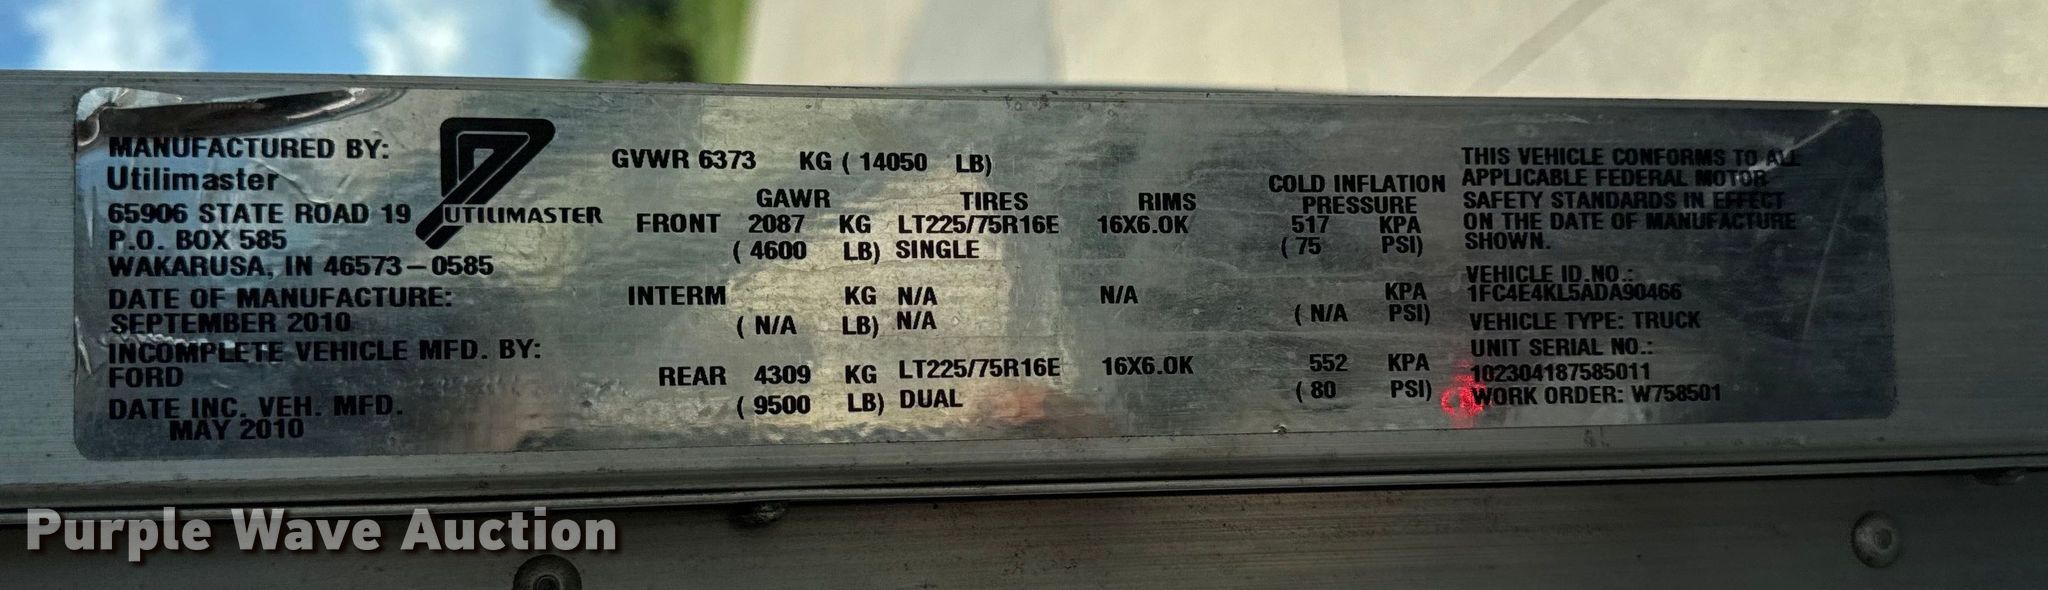 MANUFACTURED BY:
Utilimaster
65906 STATE ROAD 19
P.O. BOX 585
WAKARUSA, IN 46573-0585
DATE OF MANUFACTURE:
SEPTEMBER 2010
INCOMPLETE VEHICLE MFD. BY:
FORD
DATE INC. VEH. MFD.
MAY 2010
UTILIMASTER
GVWR 6373 KG ( 14050 LB)
GAWR TIRES RIMS COLD INFLATION PRESSURE
FRONT 2087 KG LT225/75R16E 16X6.0K 517 KPA
( 4600 LB) SINGLE ( 75 PSI)
INTERM KG N/A N/A KPA
( N/A LB) N/A ( N/A PSI)
REAR 4309 KG LT225/75R16E 16X6.0K 552 KPA
( 9500 LB) DUAL ( 80 PSI)
THIS VEHICLE CONFORMS TO ALL
APPLICABLE FEDERAL MOTOR
SAFETY STANDARDS IN EFFECT
ON THE DATE OF MANUFACTURE
SHOWN.
VEHICLE ID.NO.:
1FC4E4KL5ADA90466
VEHICLE TYPE: TRUCK
UNIT SERIAL NO.:
102304187585011
WORK ORDER: W758501
Purple Wave Auction